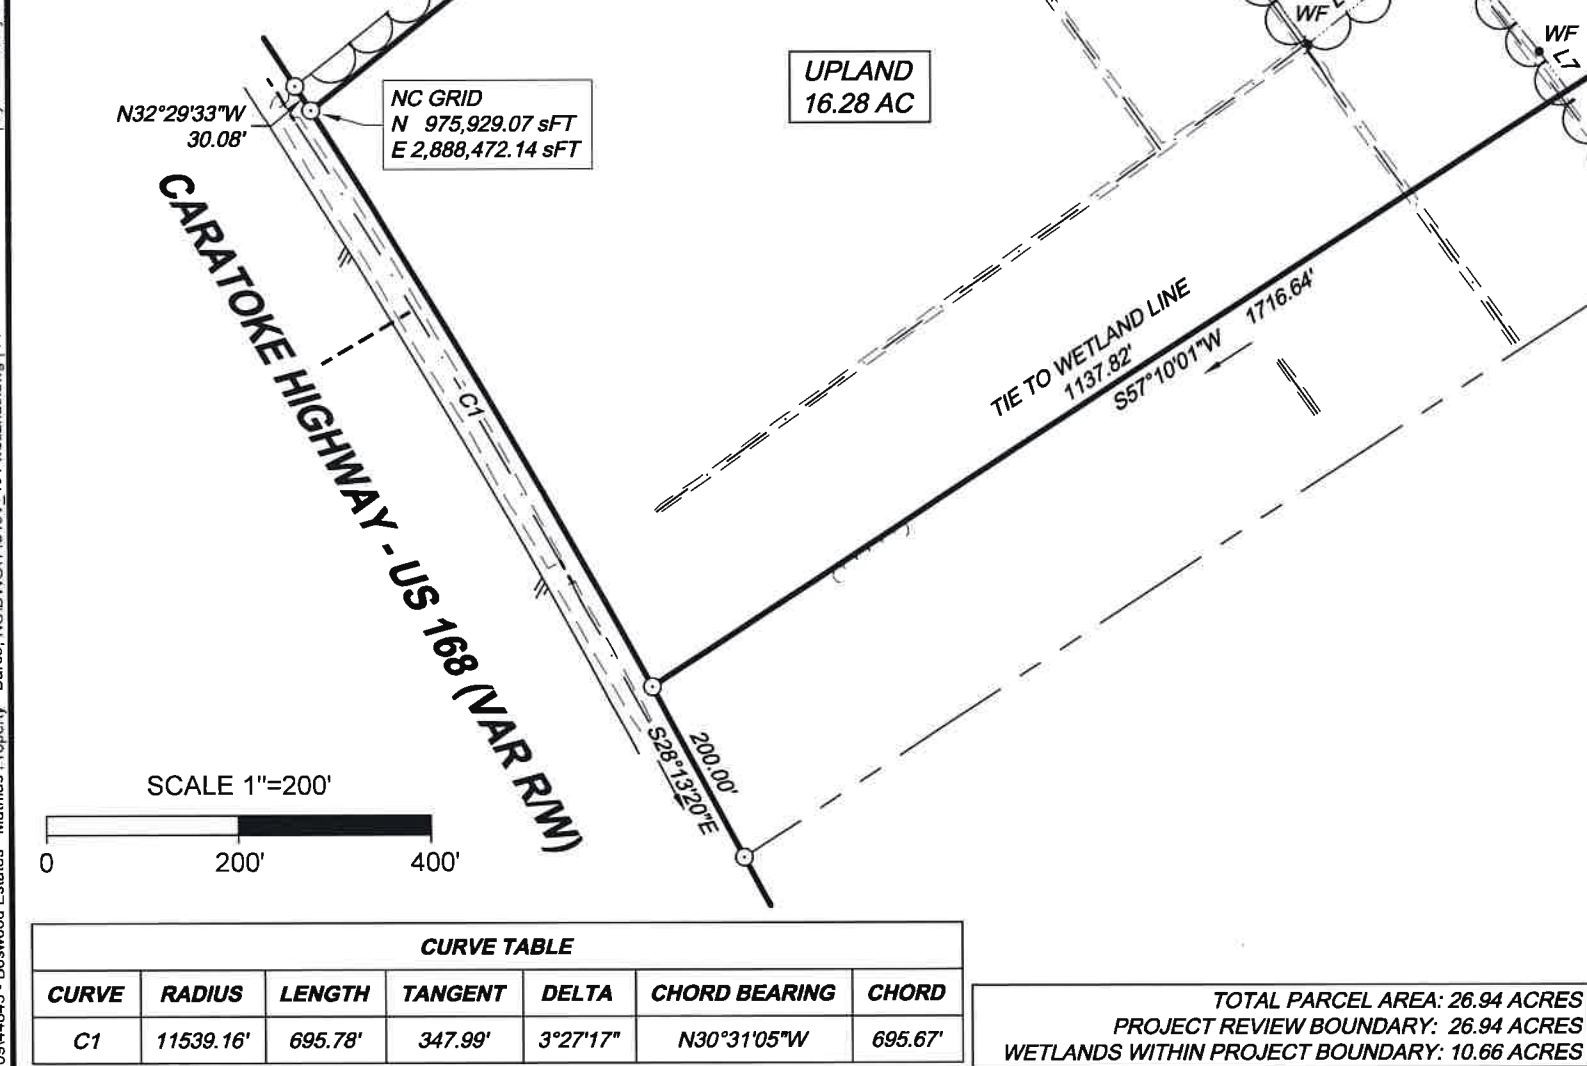 WF
WF
L7
UPLAND
16.28 AC
NC GRID
N 975,929.07 sFT
E 2,888,472.14 sFT
N32°29'33"W
30.08'
CARATOKE HIGHWAY - US 168 (VAR R/W)
C1
TIE TO WETLAND LINE
1137.82'
S57°10'01"W
1716.64'
200.00'
S28°13'20"E
SCALE 1"=200'
0 200' 400'
CURVE TABLE
CURVE RADIUS LENGTH TANGENT DELTA CHORD BEARING CHORD
C1 11539.16' 695.78' 347.99' 3°27'17" N30°31'05"W 695.67'
TOTAL PARCEL AREA: 26.94 ACRES
PROJECT REVIEW BOUNDARY: 26.94 ACRES
WETLANDS WITHIN PROJECT BOUNDARY: 10.66 ACRES